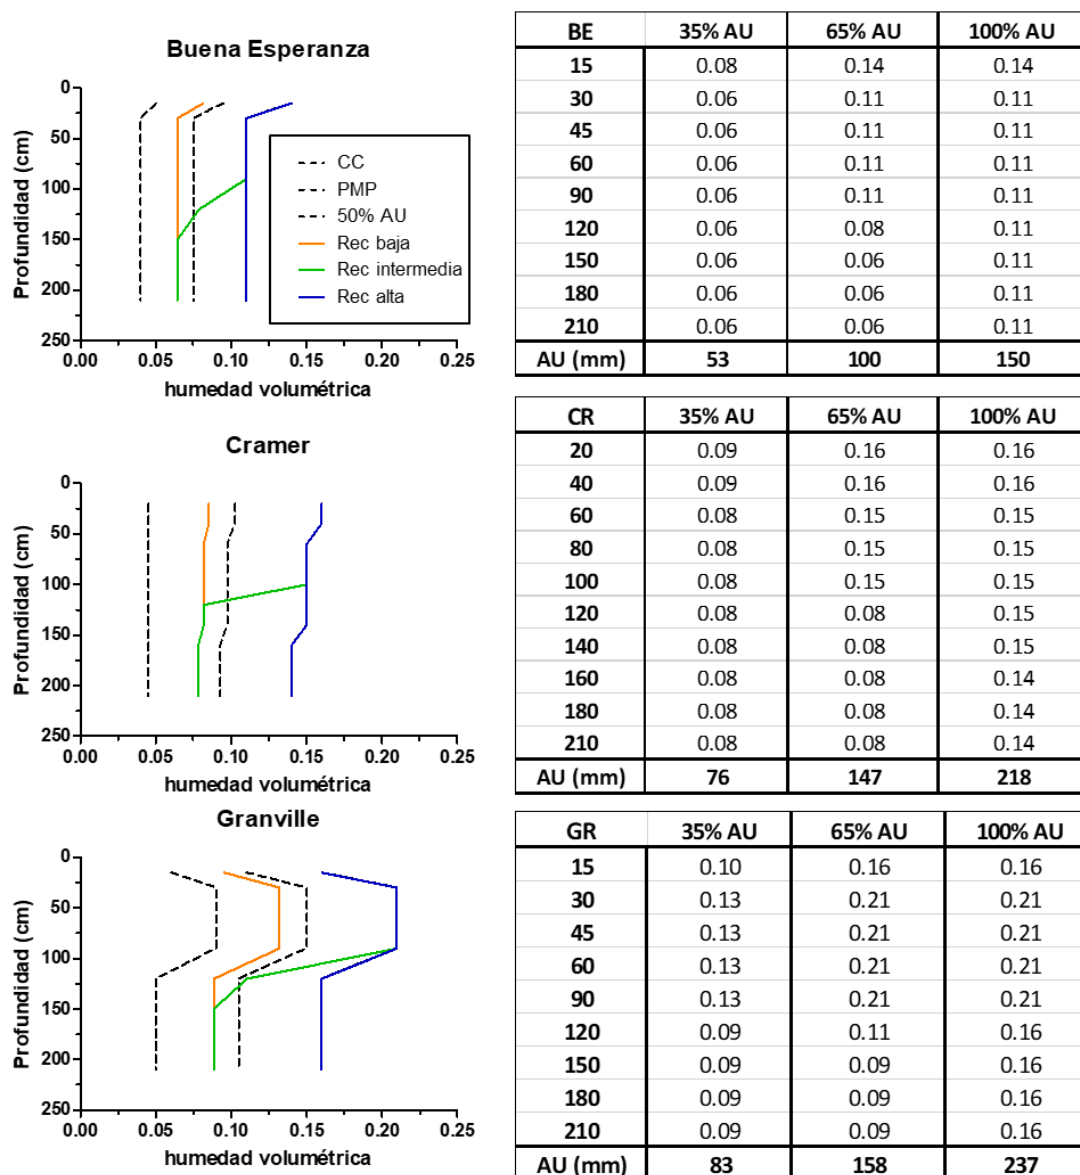 Buena Esperanza
0
50
100
150
200
250
Profundidad (cm)
0.00 0.05 0.10 0.15 0.20 0.25
humedad volumétrica
CC
PMP
50% AU
Rec baja
Rec intermedia
Rec alta
BE 35% AU 65% AU 100% AU
15 0.08 0.14 0.14
30 0.06 0.11 0.11
45 0.06 0.11 0.11
60 0.06 0.11 0.11
90 0.06 0.11 0.11
120 0.06 0.08 0.11
150 0.06 0.06 0.11
180 0.06 0.06 0.11
210 0.06 0.06 0.11
AU (mm) 53 100 150
Cramer
0
50
100
150
200
250
Profundidad (cm)
0.00 0.05 0.10 0.15 0.20 0.25
humedad volumétrica
CR 35% AU 65% AU 100% AU
20 0.09 0.16 0.16
40 0.09 0.16 0.16
60 0.08 0.15 0.15
80 0.08 0.15 0.15
100 0.08 0.15 0.15
120 0.08 0.08 0.15
140 0.08 0.08 0.15
160 0.08 0.08 0.14
180 0.08 0.08 0.14
210 0.08 0.08 0.14
AU (mm) 76 147 218
Granville
0
50
100
150
200
250
Profundidad (cm)
0.00 0.05 0.10 0.15 0.20 0.25
humedad volumétrica
GR 35% AU 65% AU 100% AU
15 0.10 0.16 0.16
30 0.13 0.21 0.21
45 0.13 0.21 0.21
60 0.13 0.21 0.21
90 0.13 0.21 0.21
120 0.09 0.11 0.16
150 0.09 0.09 0.16
180 0.09 0.09 0.16
210 0.09 0.09 0.16
AU (mm) 83 158 237